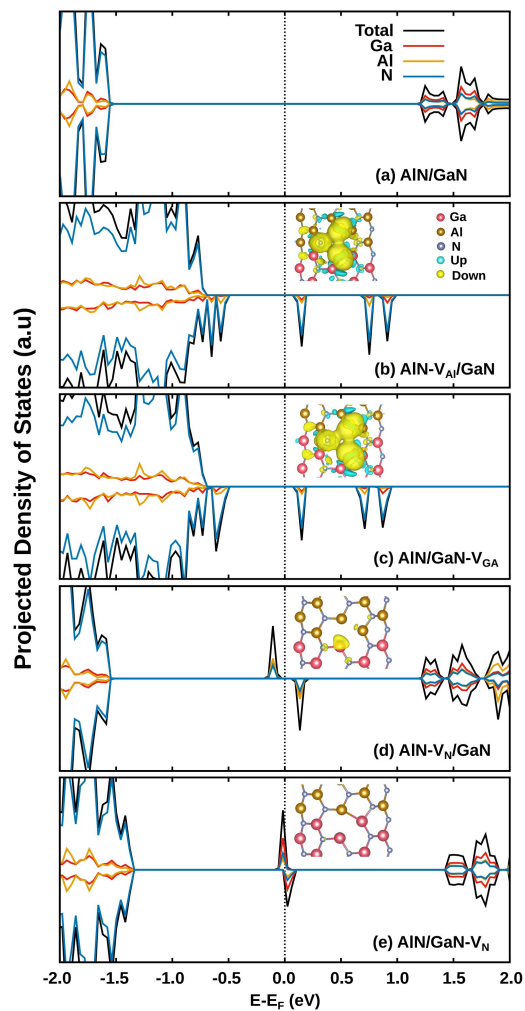 Projected Density of States (a.u)
Total
Ga
Al
N
(a) AlN/GaN
Ga
Al
N
Up
Down
(b) AlN-V_Al/GaN
(c) AlN/GaN-V_GA
(d) AlN-V_N/GaN
(e) AlN/GaN-V_N
-2.0 -1.5 -1.0 -0.5 0.0 0.5 1.0 1.5 2.0
E-E_F (eV)